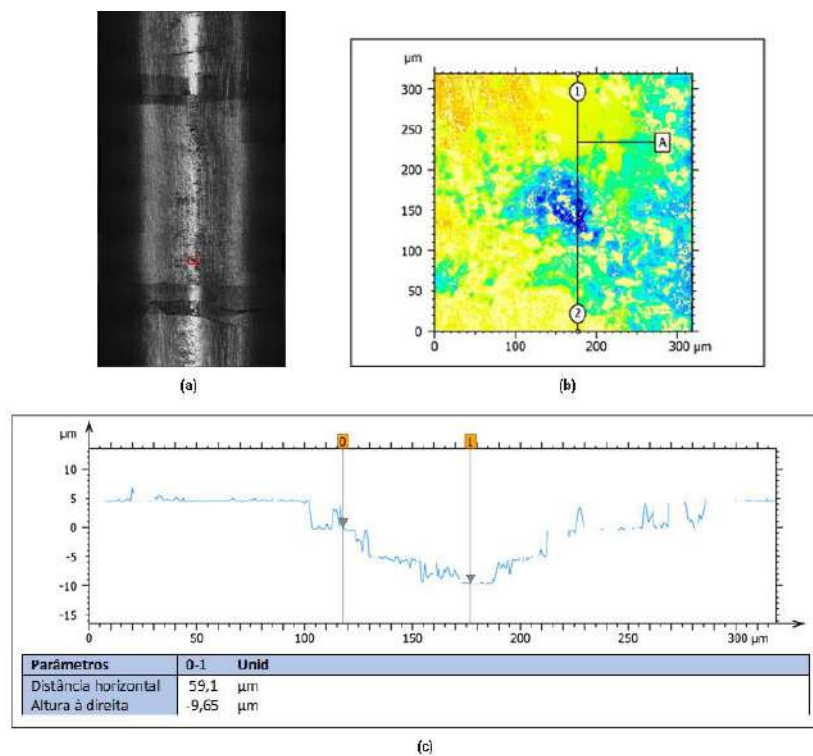 (a)
µm
300
250
200
150
100
50
0
0 100 200 300 µm
1
A
2
(b)
µm
0 1
10
5
0
-5
-10
-15
0 50 100 150 200 250 300 µm
Parâmetros 0-1 Unid
Distância horizontal 59,1 µm
Altura à direita -9,65 µm
(c)